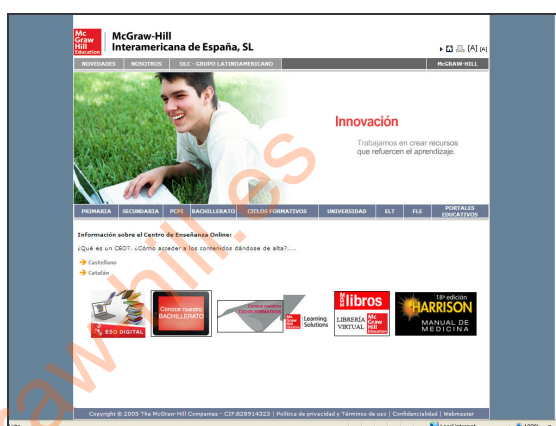 Mc
Graw
Hill
Education
McGraw-Hill
Interamericana de España, SL
[A] [A]
NOVEDADES NOSOTROS OLC - GRUPO LATINOAMERICANO McGRAW-HILL
Innovación
Trabajamos en crear recursos
que refuercen el aprendizaje.
PRIMARIA SECUNDARIA PCPI BACHILLERATO CICLOS FORMATIVOS UNIVERSIDAD ELT FLE PORTALES EDUCATIVOS
Información sobre el Centro de Enseñanza Online:
¿Qué es un CEO?. ¿Cómo acceder a los contenidos dándose de alta?,...
Castellano
Catalán
ESO DIGITAL
Conoce nuestro
BACHILLERATO
Conoce nuestros
CICLOS FORMATIVOS
Learning
Solutions
libros
LIBRERÍA
VIRTUAL
18ª edición
HARRISON
MANUAL DE
MEDICINA
Copyright © 2009 The McGraw-Hill Companies - CIF:B28914323 | Política de privacidad y Términos de uso | Confidencialidad | Webmaster